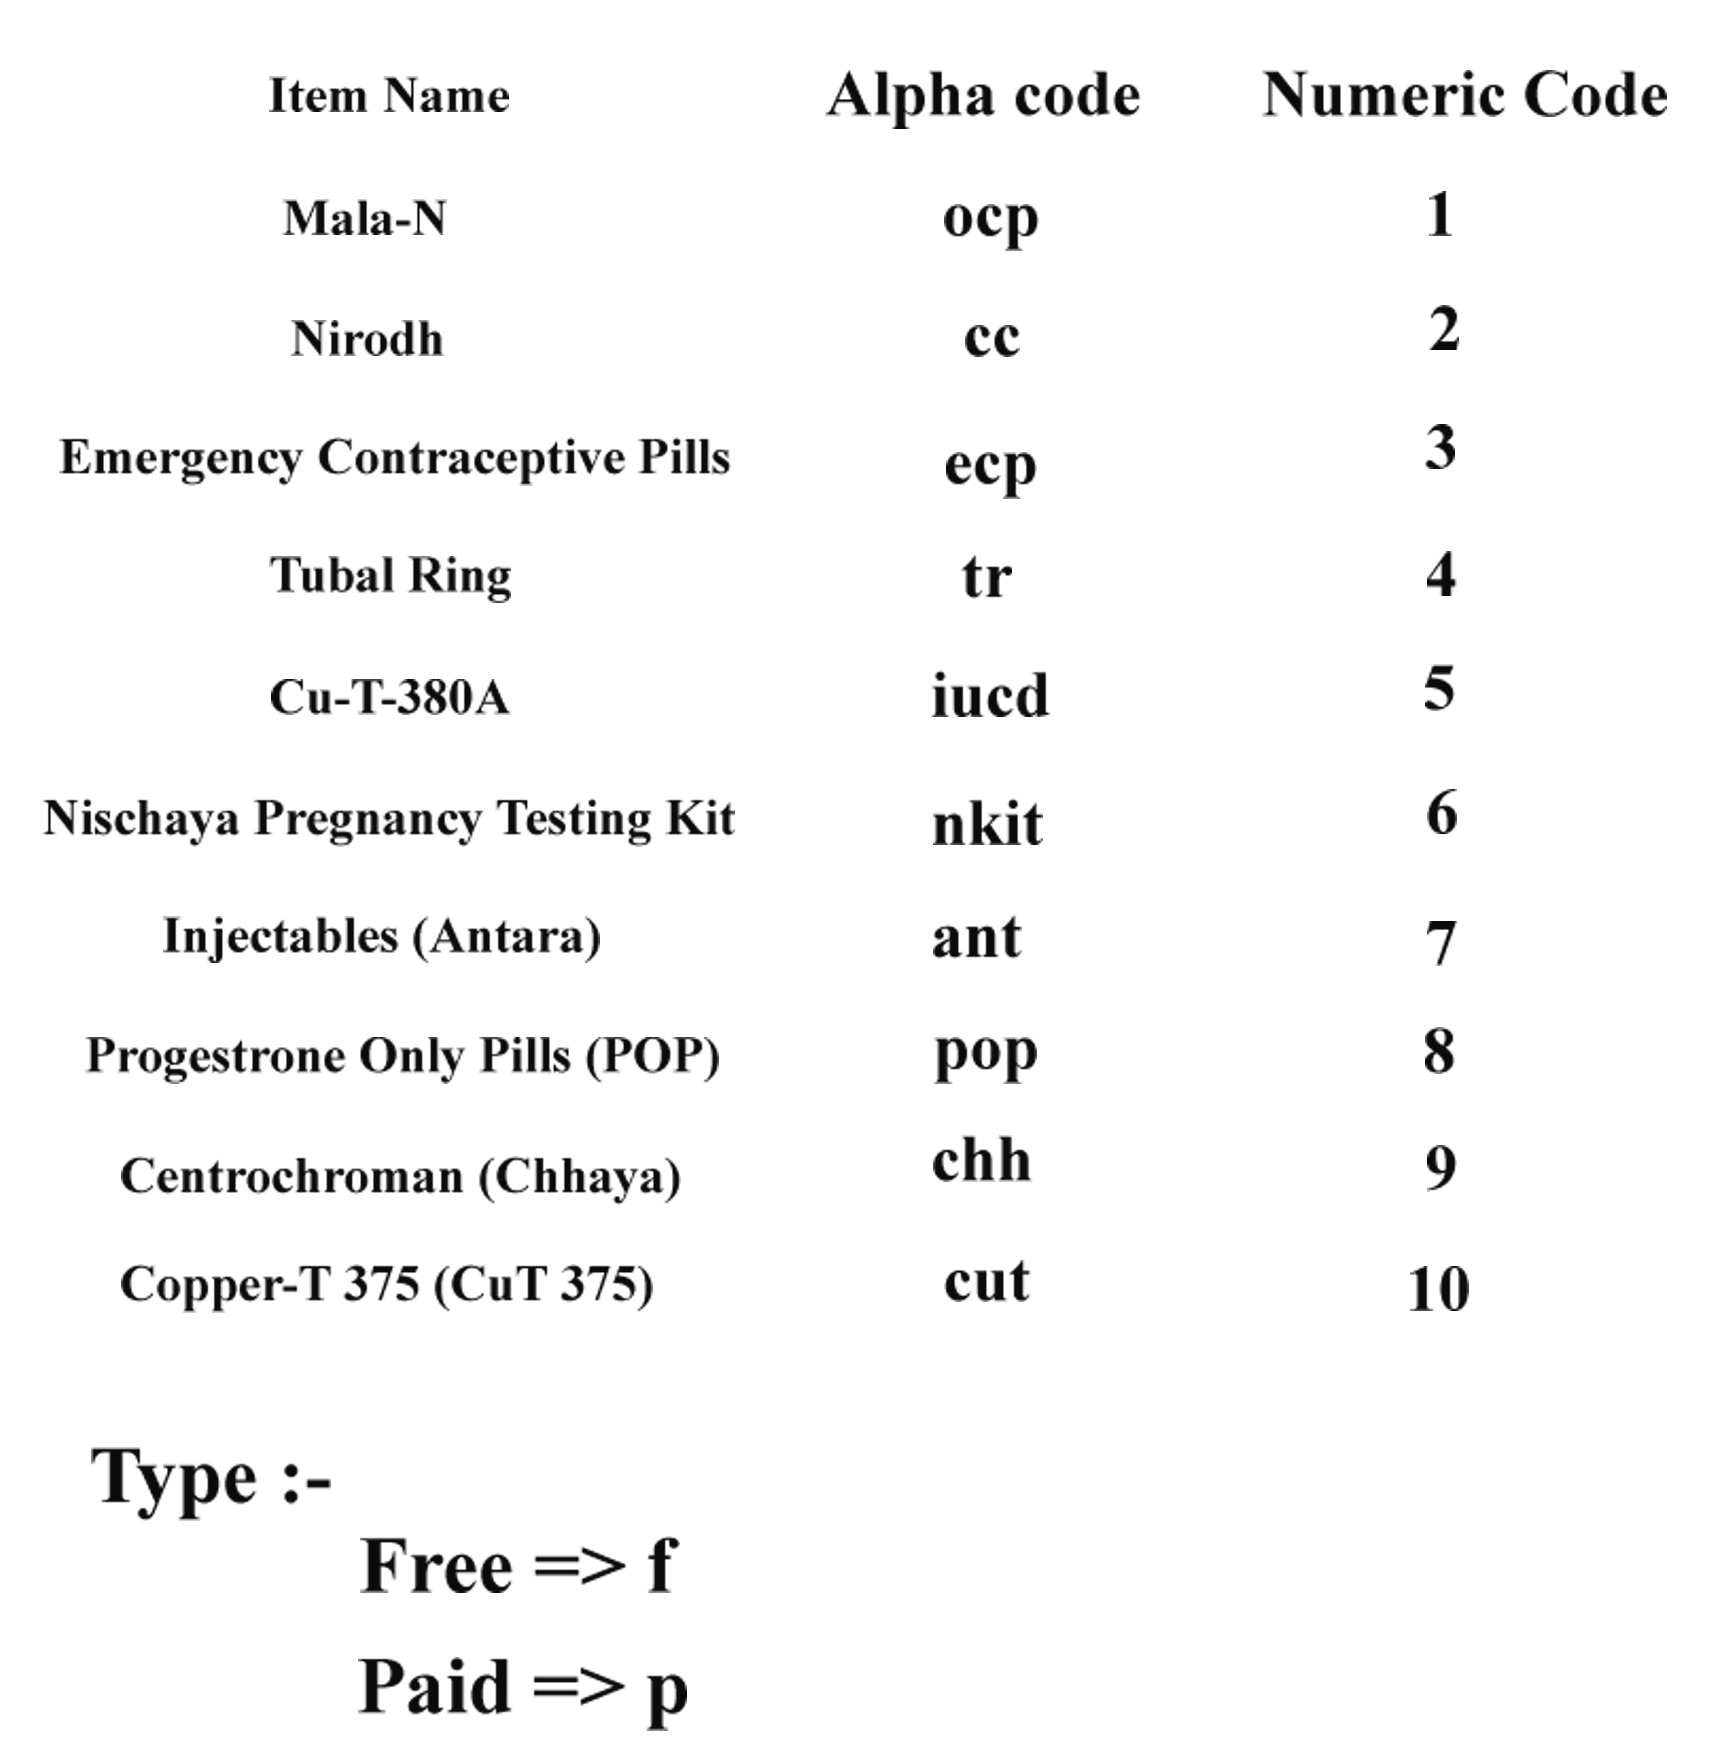 Item Name Alpha code Numeric Code
Mala-N ocp 1
Nirodh cc 2
Emergency Contraceptive Pills ecp 3
Tubal Ring tr 4
Cu-T-380A iucd 5
Nischaya Pregnancy Testing Kit nkit 6
Injectables (Antara) ant 7
Progestrone Only Pills (POP) pop 8
Centrochroman (Chhaya) chh 9
Copper-T 375 (CuT 375) cut 10
Type :-
Free => f
Paid => p